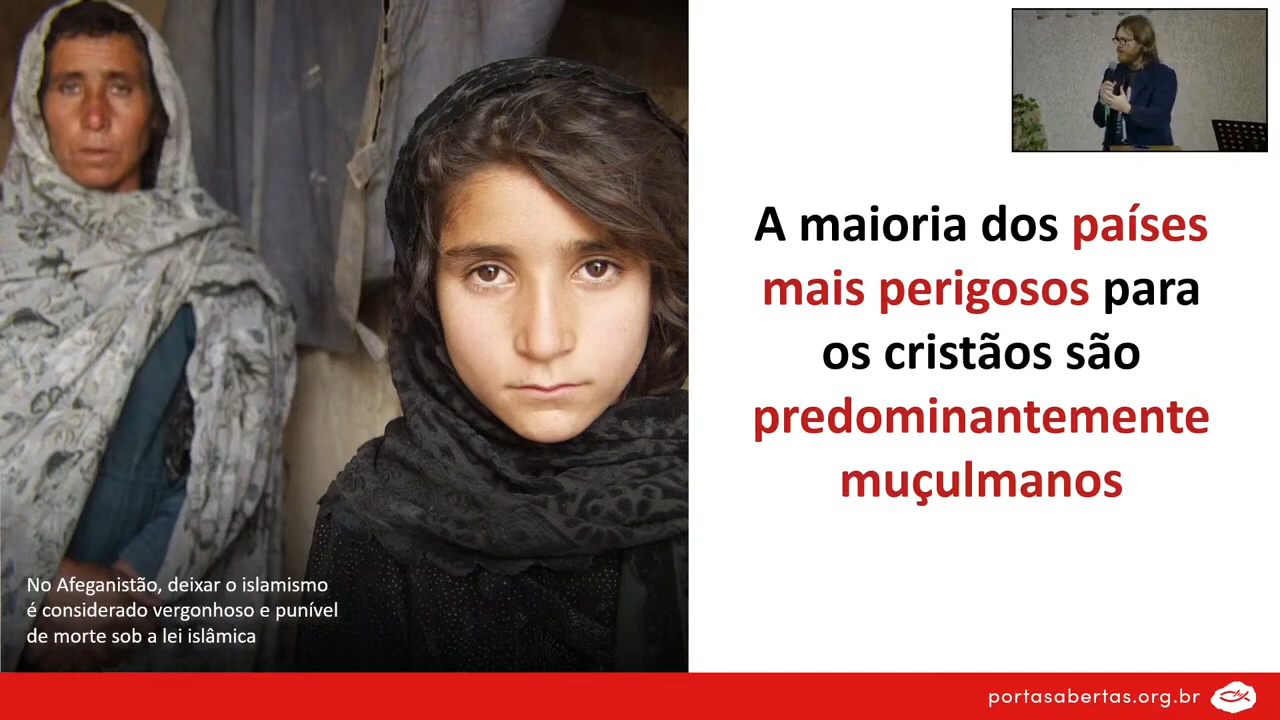 A maioria dos países
mais perigosos para
os cristãos são
predominantemente
muçulmanos
No Afeganistão, deixar o islamismo
é considerado vergonhoso e punível
de morte sob a lei islâmica
portasabertas.org.br